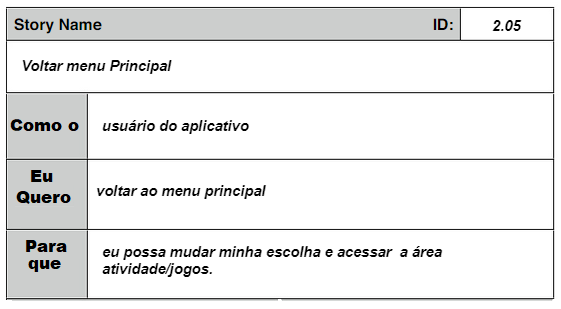 Story Name ID: 2.05
Voltar menu Principal
Como o usuário do aplicativo
Eu
Quero
voltar ao menu principal
Para
que
eu possa mudar minha escolha e acessar a área
atividade/jogos.